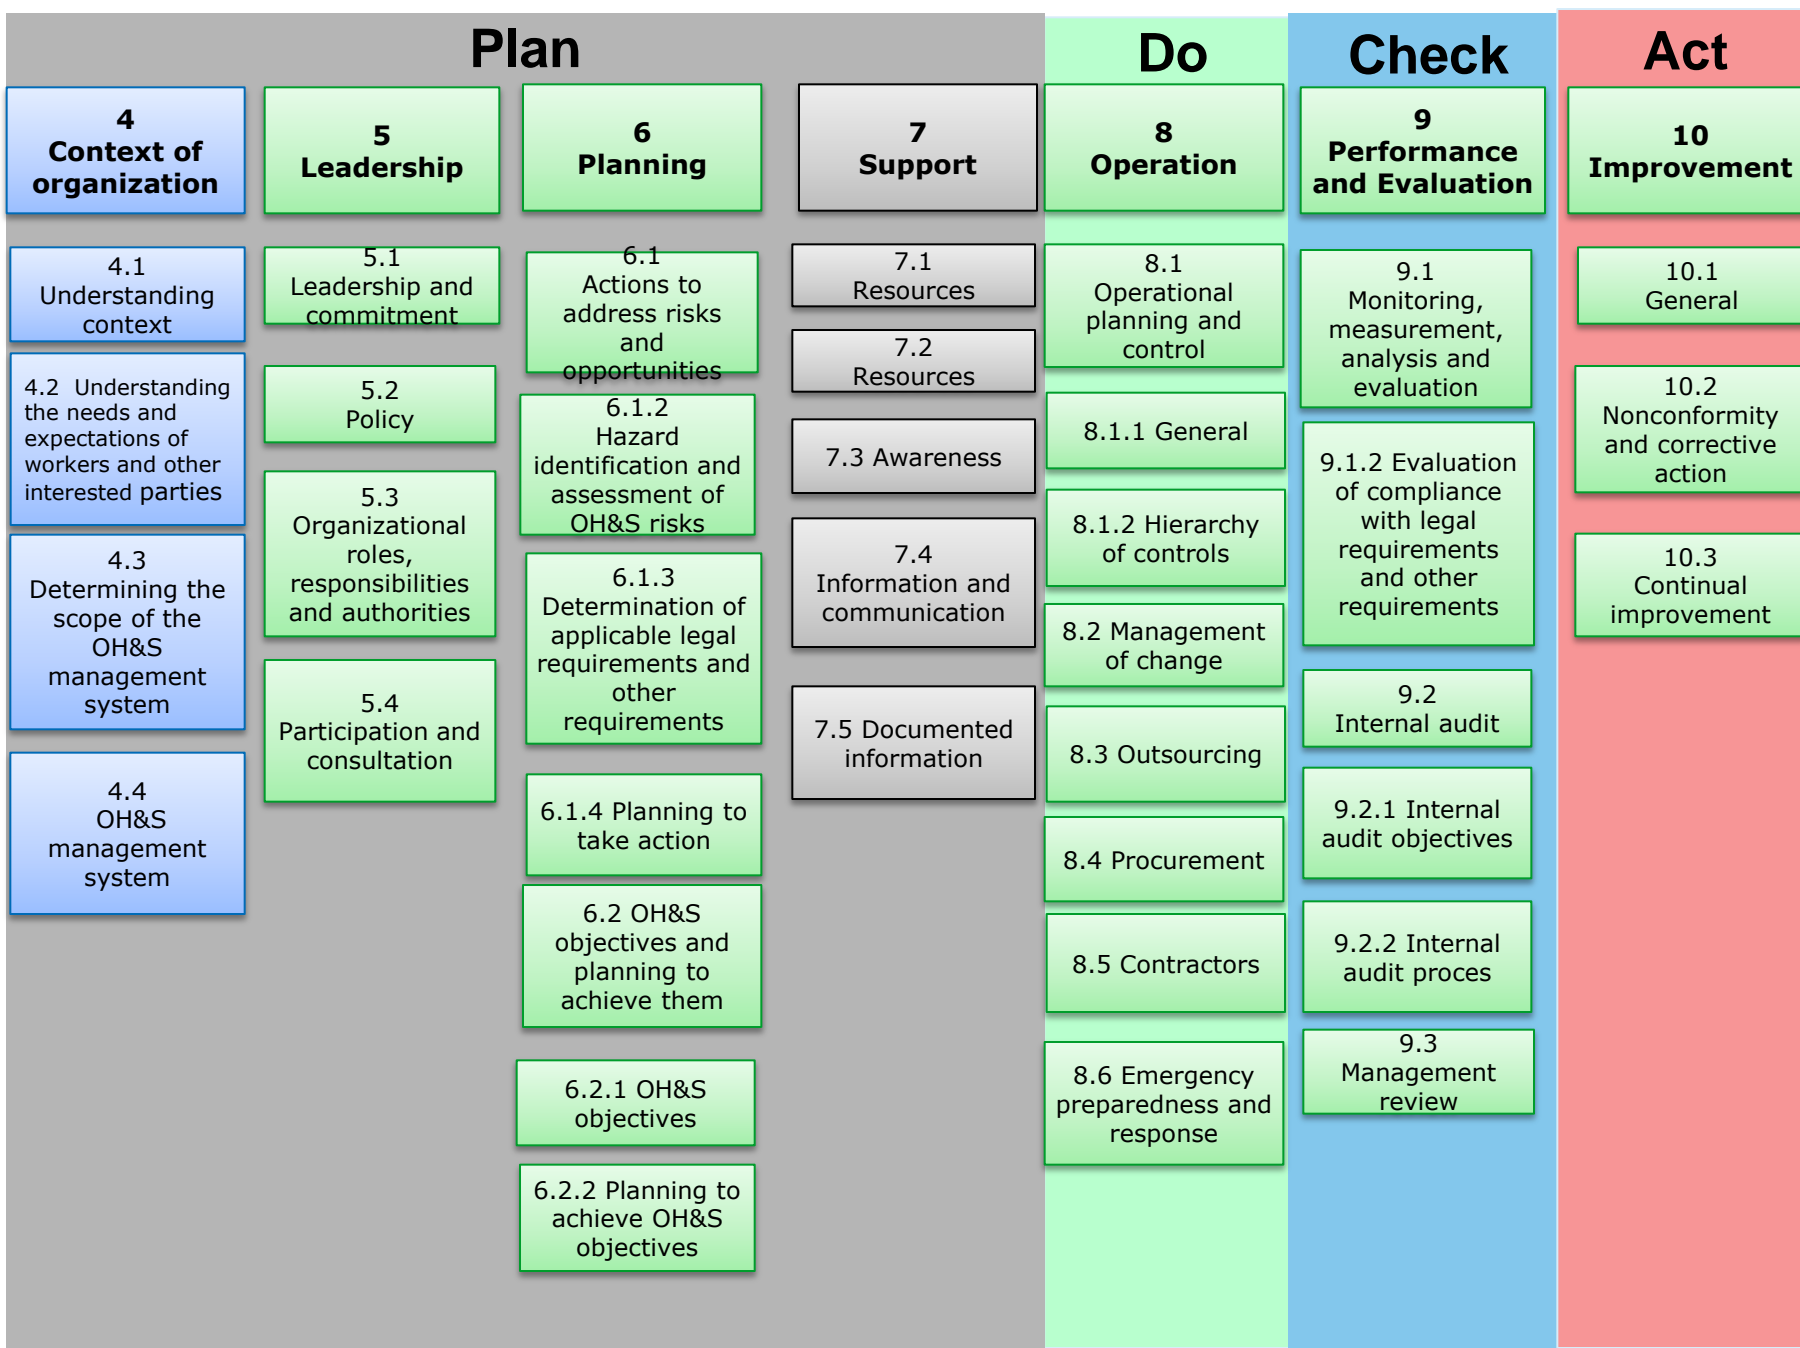 Plan
Do
Check
Act
4
Context of
organization
5
Leadership
6
Planning
7
Support
8
Operation
9
Performance
and Evaluation
10
Improvement
4.1
Understanding
context
4.2 Understanding
the needs and
expectations of
workers and other
interested parties
4.3
Determining the
scope of the
OH&S
management
system
4.4
OH&S
management
system
5.1
Leadership and
commitment
5.2
Policy
5.3
Organizational
roles,
responsibilities
and authorities
5.4
Participation and
consultation
6.1
Actions to
address risks
and
opportunities
6.1.2
Hazard
identification and
assessment of
OH&S risks
6.1.3
Determination of
applicable legal
requirements and
other
requirements
6.1.4 Planning to
take action
6.2 OH&S
objectives and
planning to
achieve them
6.2.1 OH&S
objectives
6.2.2 Planning to
achieve OH&S
objectives
7.1
Resources
7.2
Resources
7.3 Awareness
7.4
Information and
communication
7.5 Documented
information
8.1
Operational
planning and
control
8.1.1 General
8.1.2 Hierarchy
of controls
8.2 Management
of change
8.3 Outsourcing
8.4 Procurement
8.5 Contractors
8.6 Emergency
preparedness and
response
9.1
Monitoring,
measurement,
analysis and
evaluation
9.1.2 Evaluation
of compliance
with legal
requirements
and other
requirements
9.2
Internal audit
9.2.1 Internal
audit objectives
9.2.2 Internal
audit proces
9.3
Management
review
10.1
General
10.2
Nonconformity
and corrective
action
10.3
Continual
improvement